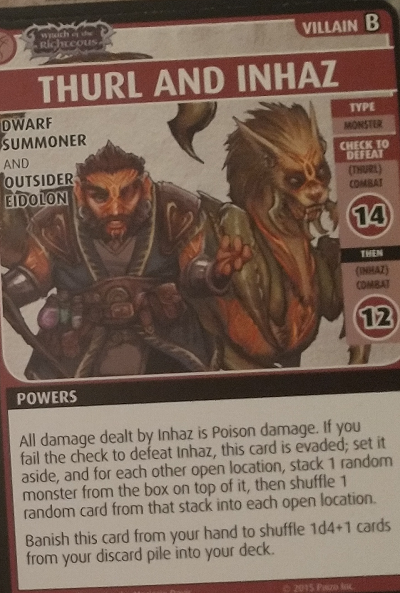 Wrath of the
Righteous
VILLAIN B
THURL AND INHAZ
DWARF
SUMMONER
AND
OUTSIDER
EIDOLON
TYPE
MONSTER
CHECK TO
DEFEAT
(THURL)
COMBAT
14
THEN
(INHAZ)
COMBAT
12
POWERS
All damage dealt by Inhaz is Poison damage. If you
fail the check to defeat Inhaz, this card is evaded; set it
aside, and for each other open location, stack 1 random
monster from the box on top of it, then shuffle 1
random card from that stack into each open location.
Banish this card from your hand to shuffle 1d4+1 cards
from your discard pile into your deck.
© 2015 Paizo Inc.